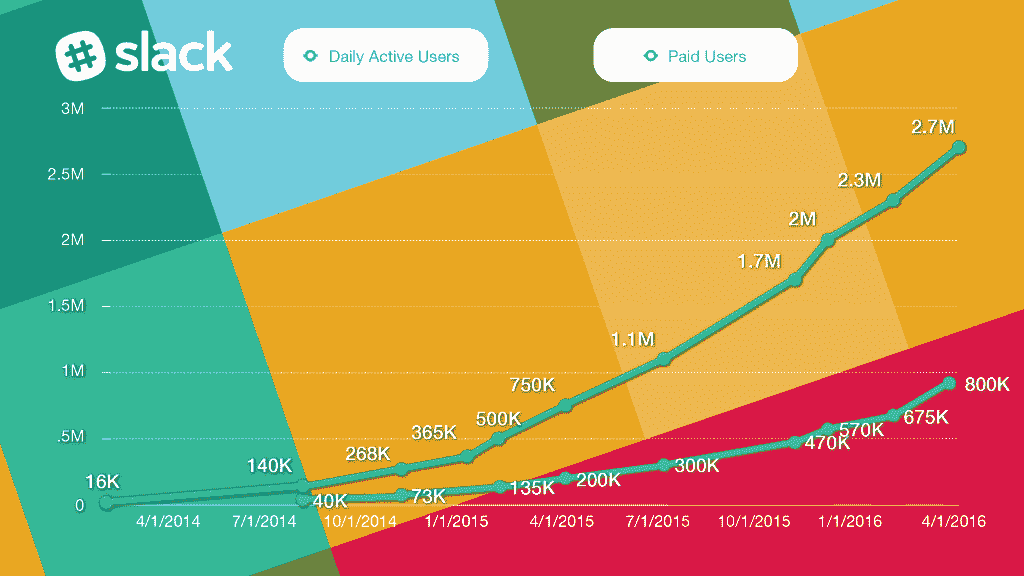 slack
Daily Active Users
Paid Users
3M
2.5M
2M
1.5M
1M
.5M
0
16K
140K
268K
365K
500K
750K
1.1M
1.7M
2M
2.3M
2.7M
40K
73K
135K
200K
300K
470K
570K
675K
800K
4/1/2014 7/1/2014 10/1/2014 1/1/2015 4/1/2015 7/1/2015 10/1/2015 1/1/2016 4/1/2016